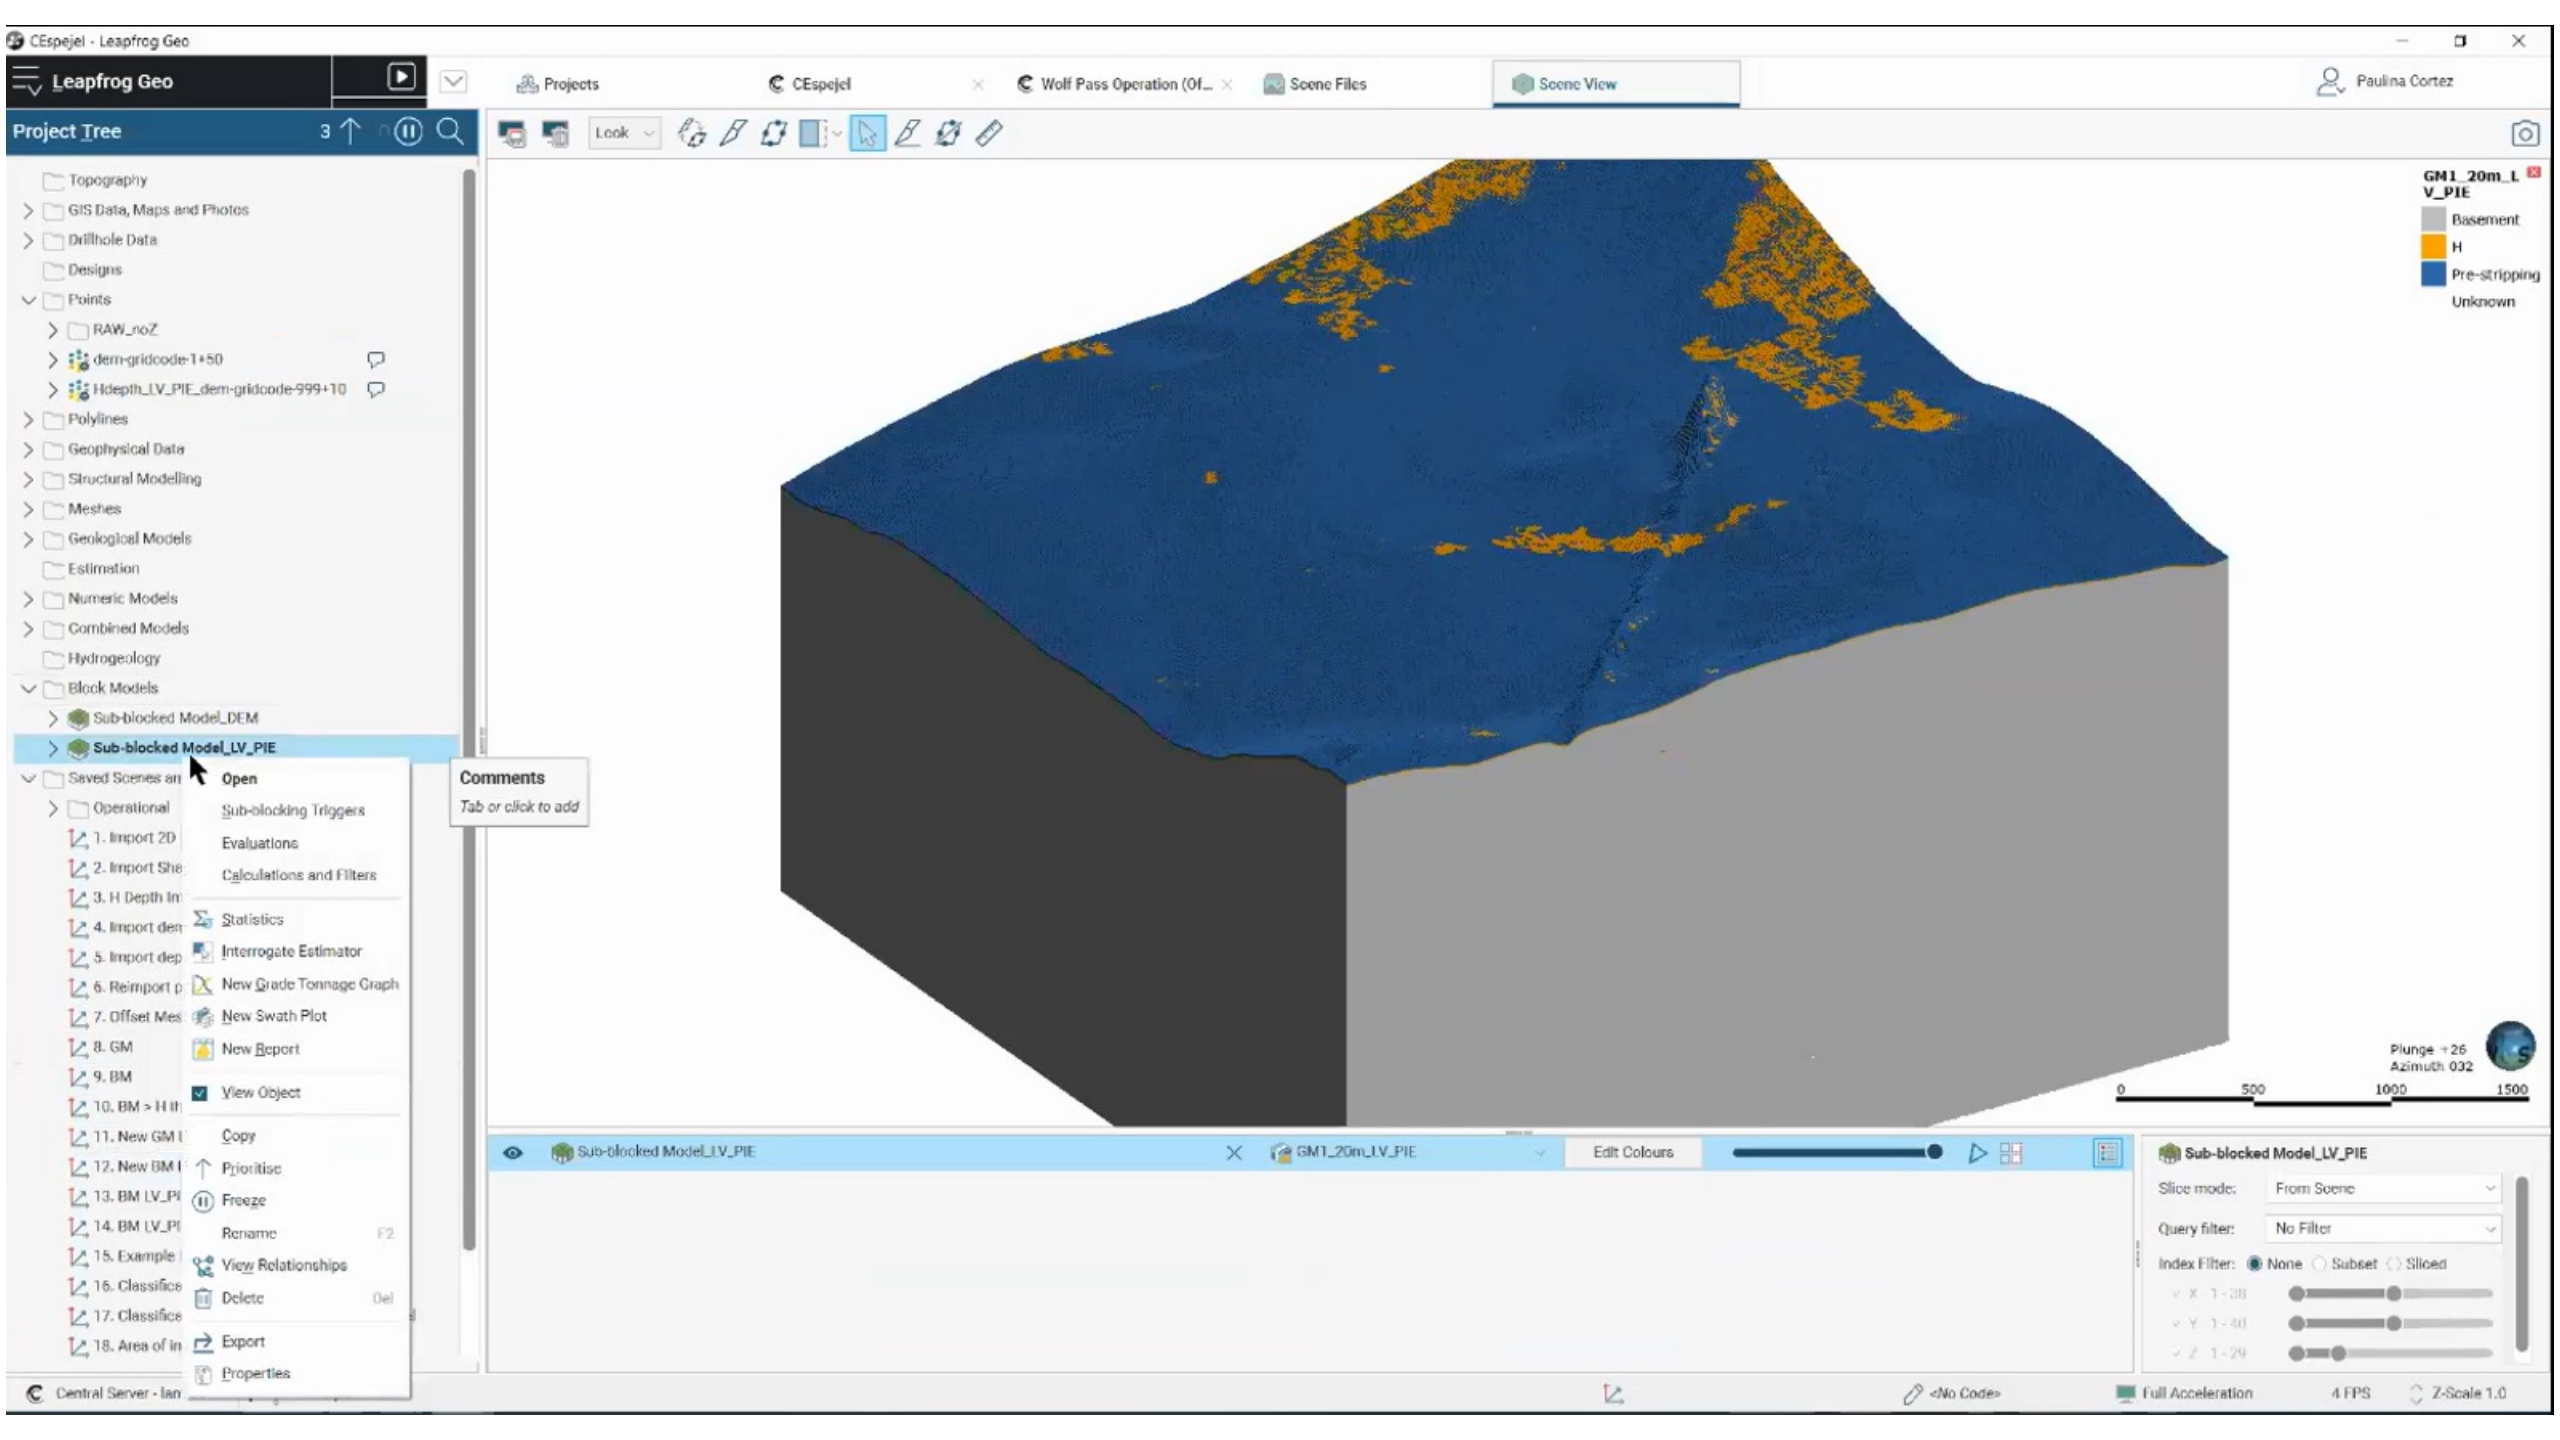 CEspejel - Leapfrog Geo
Leapfrog Geo
Projects
CEspejel
Wolf Pass Operation (Of...
Scene Files
Scene View
Paulina Cortez
Project Tree
3
Look
Topography
GIS Data, Maps and Photos
Drillhole Data
Designs
Points
RAW_noZ
dem-gridcode-1+50
Hdepth_LV_PIE_dem-gridcode-999+10
Polylines
Geophysical Data
Structural Modelling
Meshes
Geological Models
Estimation
Numeric Models
Combined Models
Hydrogeology
Block Models
Sub-blocked Model_DEM
Sub-blocked Model_LV_PIE
Saved Scenes an
Operational
1. Import 2D
2. Import Sha
3. H Depth Im
4. Import dem
5. Import dep
6. Reimport p
7. Offset Mes
8. GM
9. BM
10. BM > H th
11. New GM L
12. New BM
13. BM LV_PI
14. BM LV_PI
15. Example
16. Classifica
17. Classifica
18. Area of in
Open
Sub-blocking Triggers
Evaluations
Calculations and Filters
Statistics
Interrogate Estimator
New Grade Tonnage Graph
New Swath Plot
New Report
View Object
Copy
Prioritise
Freeze
Rename F2
View Relationships
Delete Del
Export
Properties
Comments
Tab or click to add
GM1_20m_L
V_PIE
Basement
H
Pre-stripping
Unknown
Plunge +26
Azimuth 032
0 500 1000 1500
Sub-blocked Model_LV_PIE
GM1_20m_LV_PIE
Edit Colours
Sub-blocked Model_LV_PIE
Slice mode: From Scene
Query filter: No Filter
Index Filter: None Subset Sliced
X 1-38
Y 1-40
Z 1-29
Central Server - Ian
<No Code>
Full Acceleration
4 FPS
Z-Scale 1.0